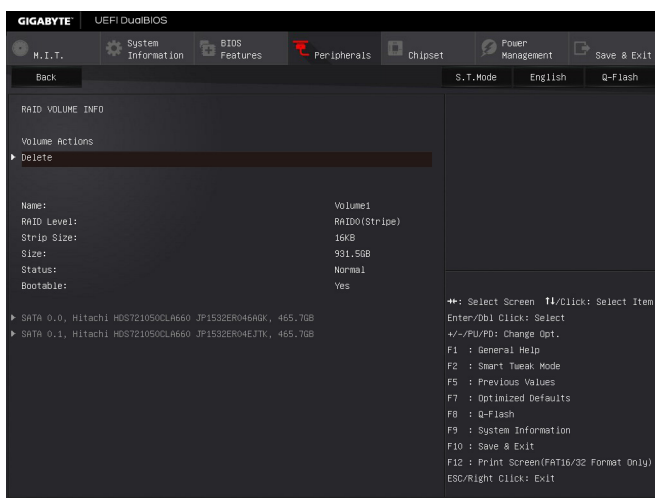 GIGABYTE™ UEFI DualBIOS
M.I.T. System Information BIOS Features Peripherals Chipset Power Management Save & Exit
Back S.T.Mode English Q-Flash
RAID VOLUME INFO
Volume Actions
Delete
Name: Volume1
RAID Level: RAID0(Stripe)
Strip Size: 16KB
Size: 931.5GB
Status: Normal
Bootable: Yes
SATA 0.0, Hitachi HDS721050CLA660 JP1532ER046AGK, 465.7GB
SATA 0.1, Hitachi HDS721050CLA660 JP1532ER04EJTK, 465.7GB
→←: Select Screen ↑↓/Click: Select Item
Enter/Dbl Click: Select
+/-/PU/PD: Change Opt.
F1 : General Help
F2 : Smart Tweak Mode
F5 : Previous Values
F7 : Optimized Defaults
F8 : Q-Flash
F9 : System Information
F10 : Save & Exit
F12 : Print Screen(FAT16/32 Format Only)
ESC/Right Click: Exit